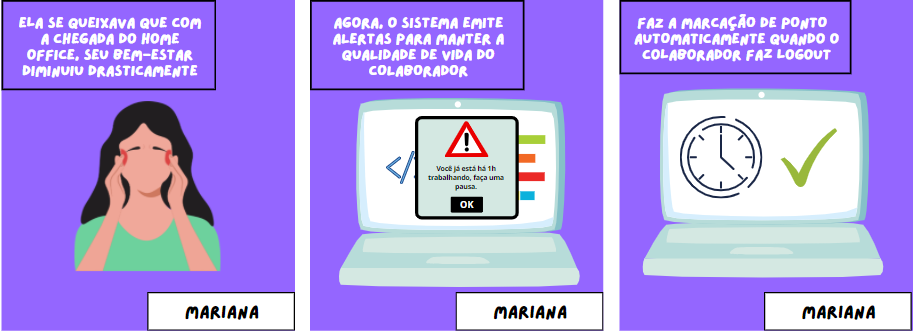 ELA SE QUEIXAVA QUE COM
A CHEGADA DO HOME
OFFICE, SEU BEM-ESTAR
DIMINUIU DRASTICAMENTE
MARIANA
AGORA, O SISTEMA EMITE
ALERTAS PARA MANTER A
QUALIDADE DE VIDA DO
COLABORADOR
</
Você já está há 1h
trabalhando, faça uma
pausa.
OK
MARIANA
FAZ A MARCAÇÃO DE PONTO
AUTOMATICAMENTE QUANDO O
COLABORADOR FAZ LOGOUT
MARIANA